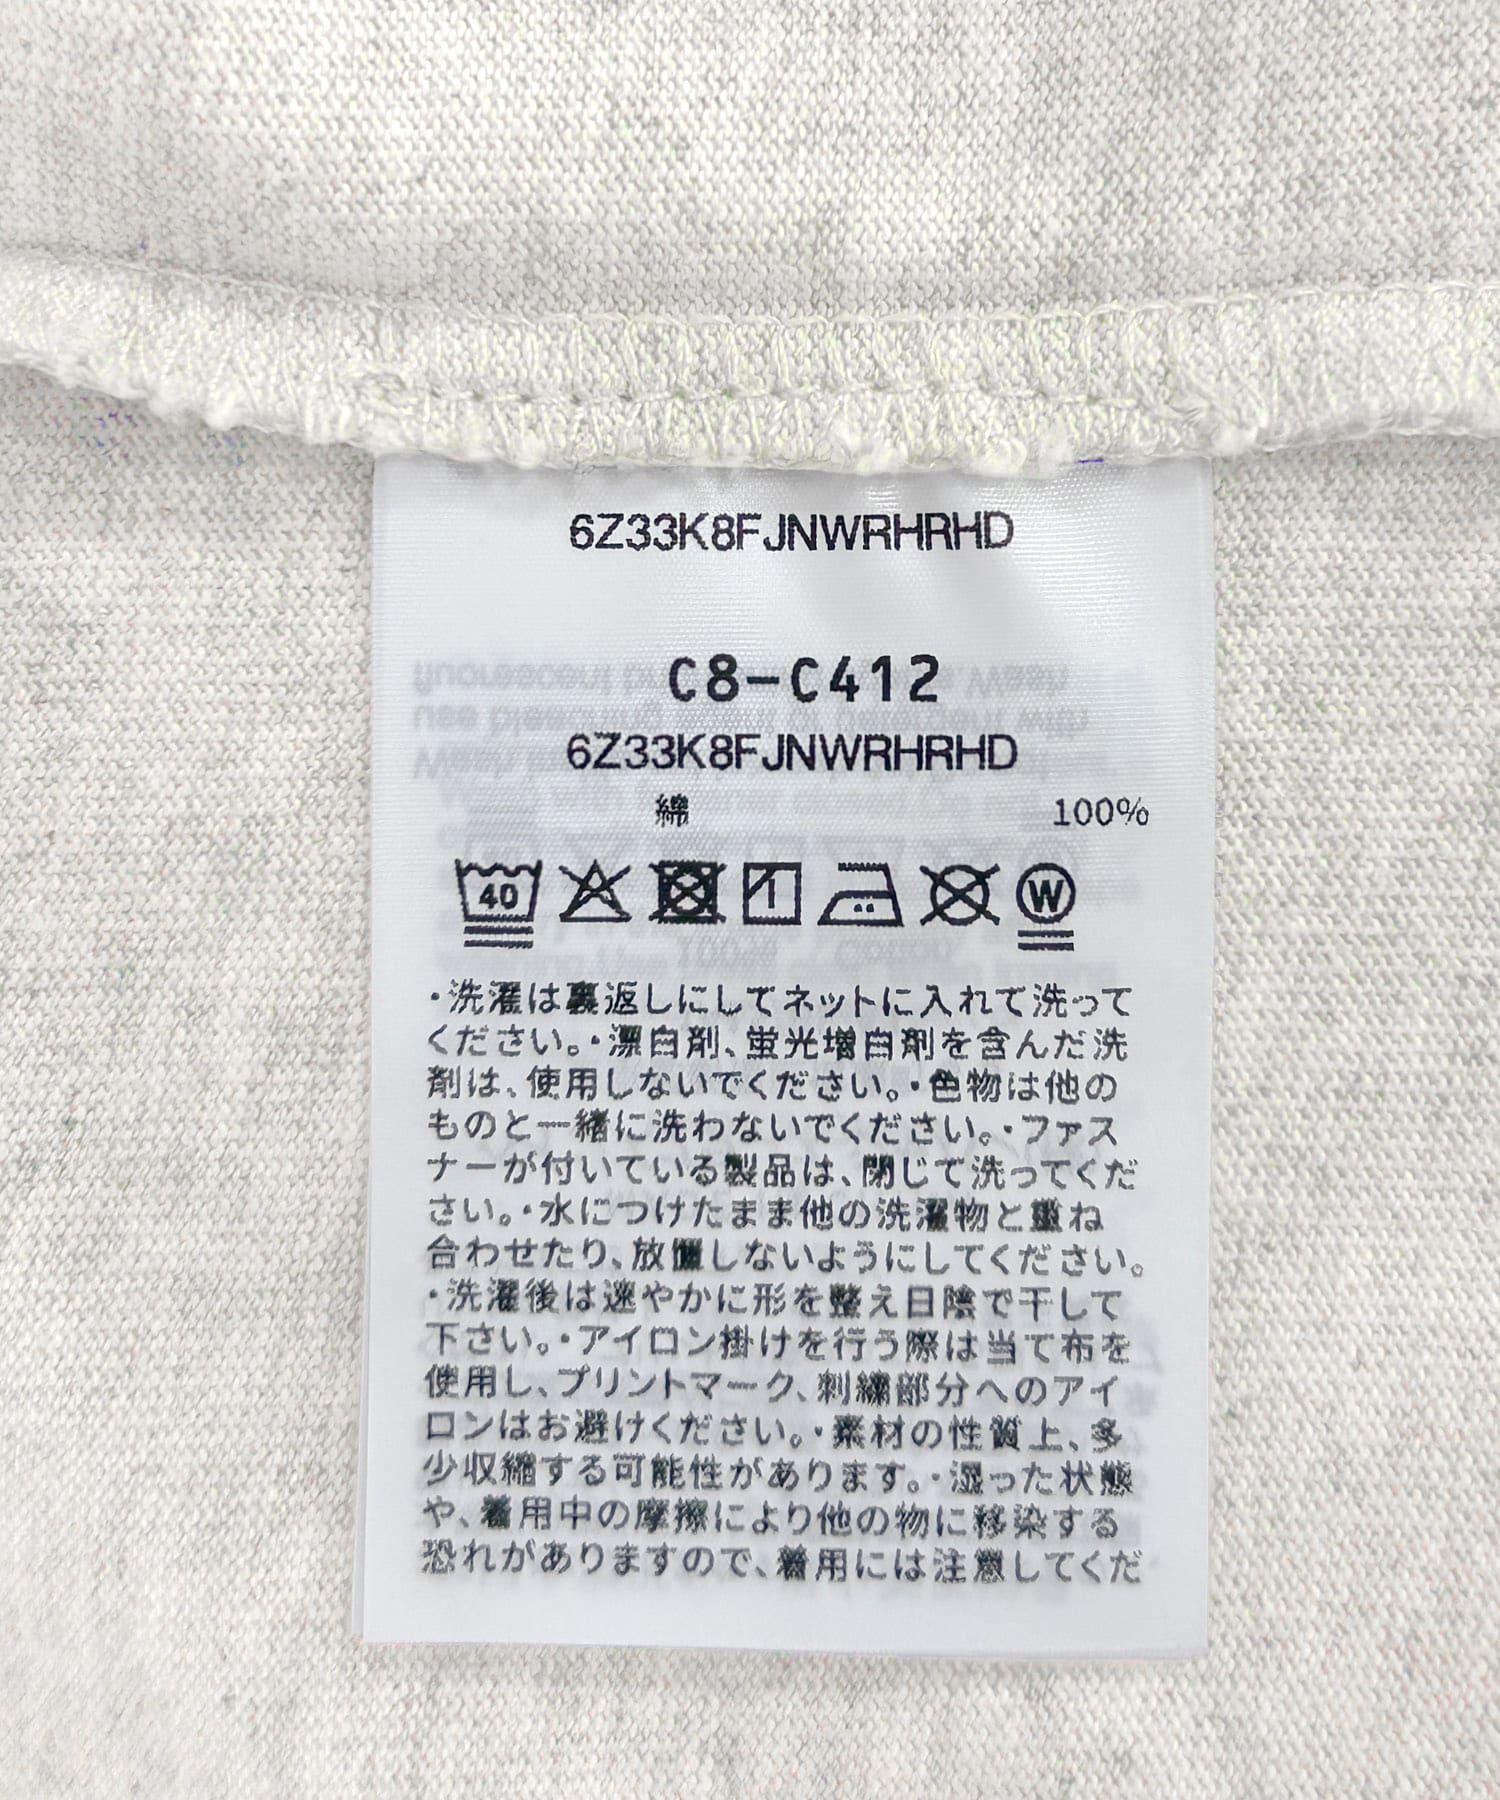 6Z33K8FJNWRHRHD
C8-C412
6Z33K8FJNWRHRHD
綿 100%
40 W
・洗濯は裏返しにしてネットに入れて洗って
ください。・漂白剤、蛍光増白剤を含んだ洗
剤は、使用しないでください。・色物は他の
ものと一緒に洗わないでください。・ファス
ナーが付いている製品は、閉じて洗ってくだ
さい。・水につけたまま他の洗濯物と重ね
合わせたり、放置しないようにしてください。
・洗濯後は速やかに形を整え日陰で干して
下さい。・アイロン掛けを行う際は当て布を
使用し、プリントマーク、刺繍部分へのアイ
ロンはお避けください。・素材の性質上、多
少収縮する可能性があります。・湿った状態
や、着用中の摩擦により他の物に移染する
恐れがありますので、着用には注意してくだ